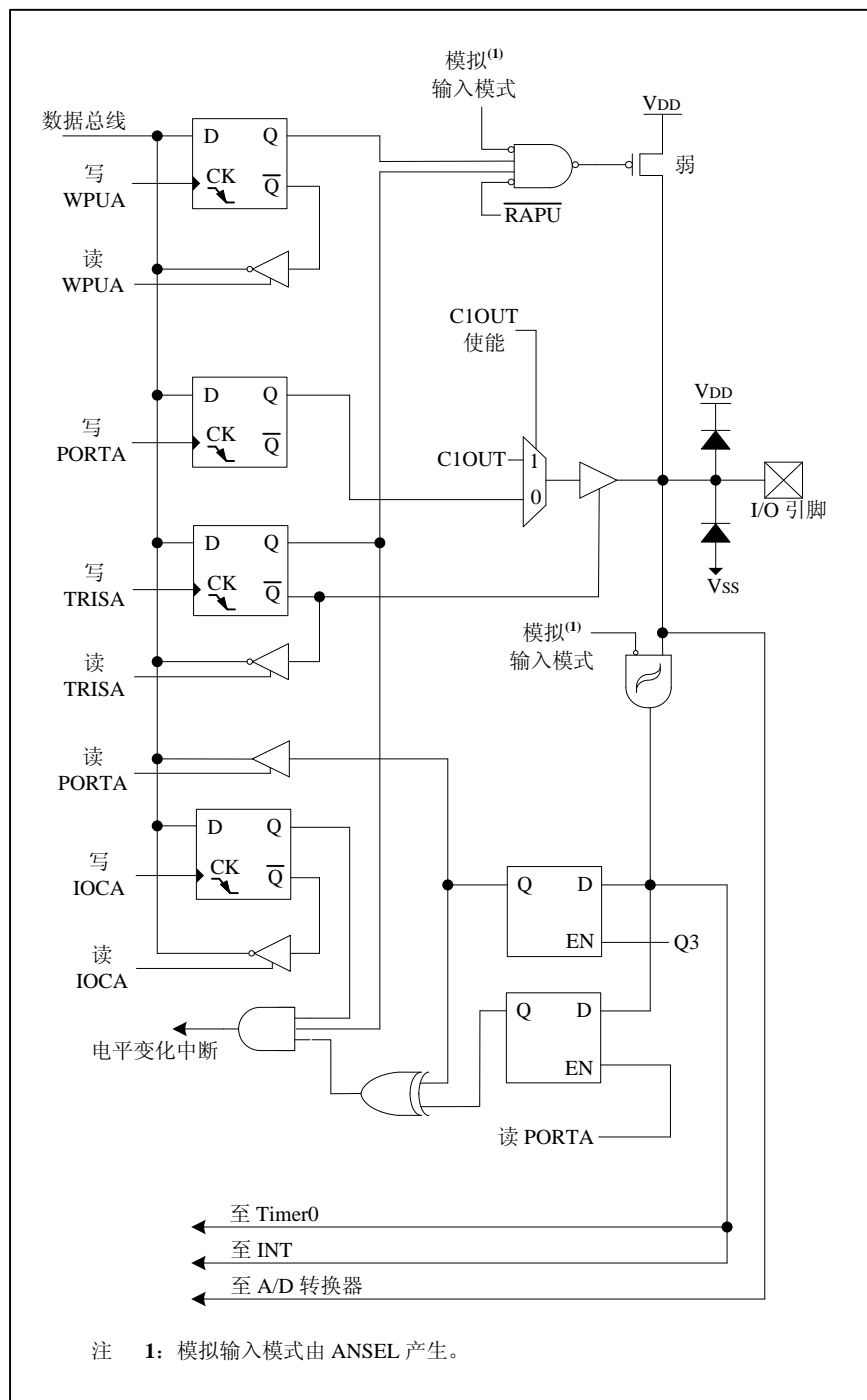 模拟(1)
输入模式
VDD
数据总线
D
Q
弱
写
WPUA
CK
Q
RAPU
读
WPUA
C1OUT
使能
D
Q
VDD
写
PORTA
CK
Q
C1OUT
1
0
I/O 引脚
D
Q
写
TRISA
CK
Q
VSS
模拟(1)
输入模式
读
TRISA
读
PORTA
D
Q
写
IOCA
CK
Q
Q
D
EN
Q3
读
IOCA
Q
D
电平变化中断
EN
读 PORTA
至 Timer0
至 INT
至 A/D 转换器
注 1: 模拟输入模式由 ANSEL 产生。